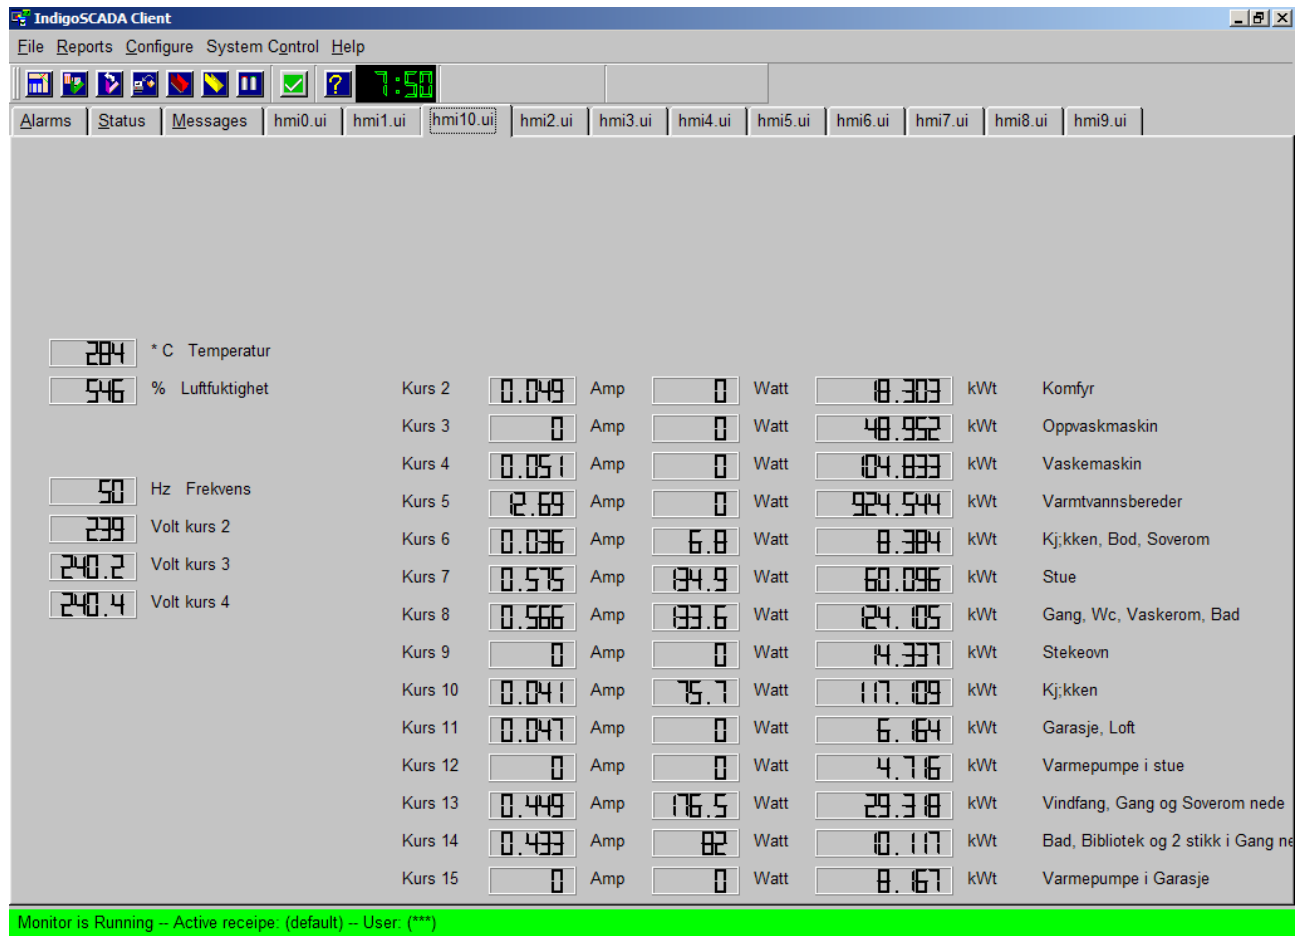 IndigoSCADA Client
File Reports Configure System Control Help
7:50
Alarms Status Messages hmi0.ui hmi1.ui hmi10.ui hmi2.ui hmi3.ui hmi4.ui hmi5.ui hmi6.ui hmi7.ui hmi8.ui hmi9.ui
284 * C Temperatur
546 % Luftfuktighet
Kurs 2 0.049 Amp 0 Watt 18.303 kWt Komfyr
Kurs 3 0 Amp 0 Watt 48.952 kWt Oppvaskmaskin
Kurs 4 0.051 Amp 0 Watt 104.833 kWt Vaskemaskin
50 Hz Frekvens
Kurs 5 12.69 Amp 0 Watt 924.544 kWt Varmtvannsbereder
239 Volt kurs 2
Kurs 6 0.036 Amp 6.8 Watt 8.384 kWt Kj;kken, Bod, Soverom
240.2 Volt kurs 3
Kurs 7 0.575 Amp 134.9 Watt 60.096 kWt Stue
240.4 Volt kurs 4
Kurs 8 0.566 Amp 133.6 Watt 124.105 kWt Gang, Wc, Vaskerom, Bad
Kurs 9 0 Amp 0 Watt 14.337 kWt Stekeovn
Kurs 10 0.041 Amp 75.7 Watt 117.109 kWt Kj;kken
Kurs 11 0.047 Amp 0 Watt 6.164 kWt Garasje, Loft
Kurs 12 0 Amp 0 Watt 4.716 kWt Varmepumpe i stue
Kurs 13 0.449 Amp 176.5 Watt 29.318 kWt Vindfang, Gang og Soverom nede
Kurs 14 0.433 Amp 82 Watt 10.117 kWt Bad, Bibliotek og 2 stikk i Gang ne
Kurs 15 0 Amp 0 Watt 8.167 kWt Varmepumpe i Garasje
Monitor is Running -- Active receipe: (default) -- User: (***)